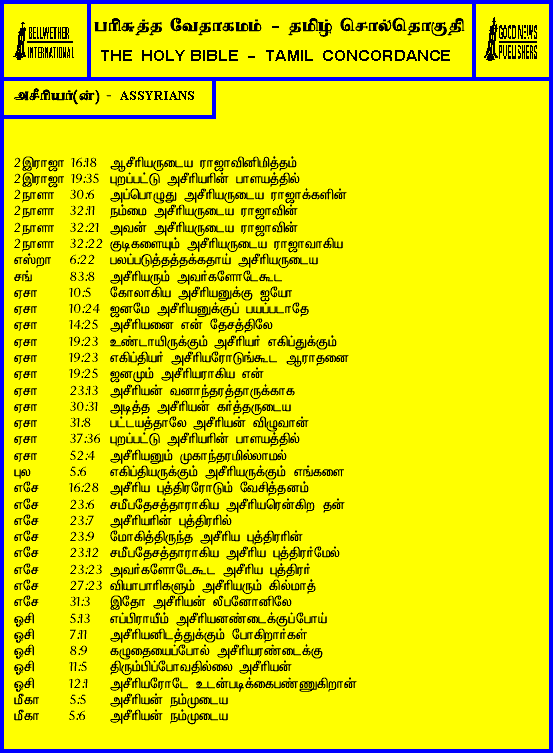 BELLWETHER
INTERNATIONAL
பரிசுத்த வேதாகமம் - தமிழ் சொல்தொகுதி
THE HOLY BIBLE - TAMIL CONCORDANCE
GOOD NEWS
PUBLISHERS
அசீரியர்(ன்) - ASSYRIANS
2இராஜா 16:18 ஆசீரியருடைய ராஜாவினிமித்தம்
2இராஜா 19:35 புறப்பட்டு அசீரியரின் பாளயத்தில்
2நாளா 30:6 அப்பொழுது அசீரியருடைய ராஜாக்களின்
2நாளா 32:11 நம்மை அசீரியருடைய ராஜாவின்
2நாளா 32:21 அவன் அசீரியருடைய ராஜாவின்
2நாளா 32:22 குடிகளையும் அசீரியருடைய ராஜாவாகிய
எஸ்றா 6:22 பலப்படுத்தத்தக்கதாய் அசீரியருடைய
சங் 83:8 அசீரியரும் அவர்களோடேகூட
ஏசா 10:5 கோலாகிய அசீரியனுக்கு ஐயோ
ஏசா 10:24 ஜனமே அசீரியனுக்குப் பயப்படாதே
ஏசா 14:25 அசீரியனை என் தேசத்திலே
ஏசா 19:23 உண்டாயிருக்கும் அசீரியர் எகிப்துக்கும்
ஏசா 19:23 எகிப்தியர் அசீரியரோடுங்கூட ஆராதனை
ஏசா 19:25 ஜனமும் அசீரியராகிய என்
ஏசா 23:13 அசீரியன் வனாந்தரத்தாருக்காக
ஏசா 30:31 அடித்த அசீரியன் கர்த்தருடைய
ஏசா 31:8 பட்டயத்தாலே அசீரியன் விழுவான்
ஏசா 37:36 புறப்பட்டு அசீரியரின் பாளயத்தில்
ஏசா 52:4 அசீரியனும் முகாந்தரமில்லாமல்
புல 5:6 எகிப்தியருக்கும் அசீரியருக்கும் எங்களை
எசே 16:28 அசீரிய புத்திரரோடும் வேசித்தனம்
எசே 23:6 சமீபதேசத்தாராகிய அசீரியரென்கிற தன்
எசே 23:7 அசீரியரின் புத்திரரில்
எசே 23:9 மோகித்திருந்த அசீரிய புத்திரரின்
எசே 23:12 சமீபதேசத்தாராகிய அசீரிய புத்திரர்மேல்
எசே 23:23 அவர்களோடேகூட அசீரிய புத்திரர்
எசே 27:23 வியாபாரிகளும் அசீரியரும் கில்மாத்
எசே 31:3 இதோ அசீரியன் லீபனோனிலே
ஓசி 5:13 எப்பிராயீம் அசீரியனண்டைக்குப்போய்
ஓசி 7:11 அசீரியனிடத்துக்கும் போகிறார்கள்
ஓசி 8:9 கழுதையைப்போல் அசீரியரண்டைக்கு
ஓசி 11:5 திரும்பிப்போவதில்லை அசீரியன்
ஓசி 12:1 அசீரியரோடே உடன்படிக்கைபண்ணுகிறான்
மீகா 5:5 அசீரியன் நம்முடைய
மீகா 5:6 அசீரியன் நம்முடைய